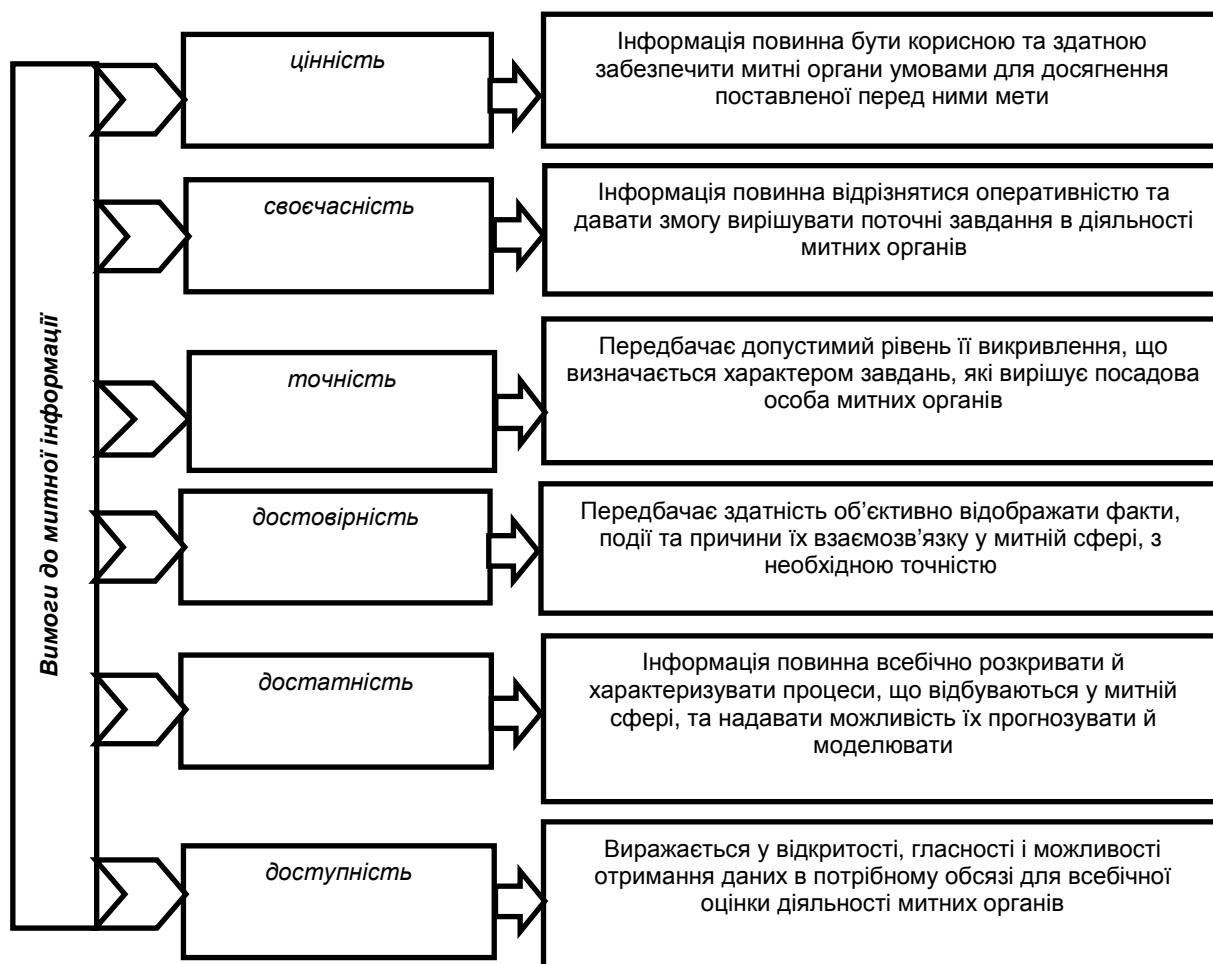 Вимоги до митної інформації
цінність
Інформація повинна бути корисною та здатною
забезпечити митні органи умовами для досягнення
поставленої перед ними мети
своєчасність
Інформація повинна відрізнятися оперативністю та
давати змогу вирішувати поточні завдання в діяльності
митних органів
точність
Передбачає допустимий рівень її викривлення, що
визначається характером завдань, які вирішує посадова
особа митних органів
достовірність
Передбачає здатність об’єктивно відображати факти,
події та причини їх взаємозв’язку у митній сфері, з
необхідною точністю
достатність
Інформація повинна всебічно розкривати й
характеризувати процеси, що відбуваються у митній
сфері, та надавати можливість їх прогнозувати й
моделювати
доступність
Виражається у відкритості, гласності і можливості
отримання даних в потрібному обсязі для всебічної
оцінки діяльності митних органів